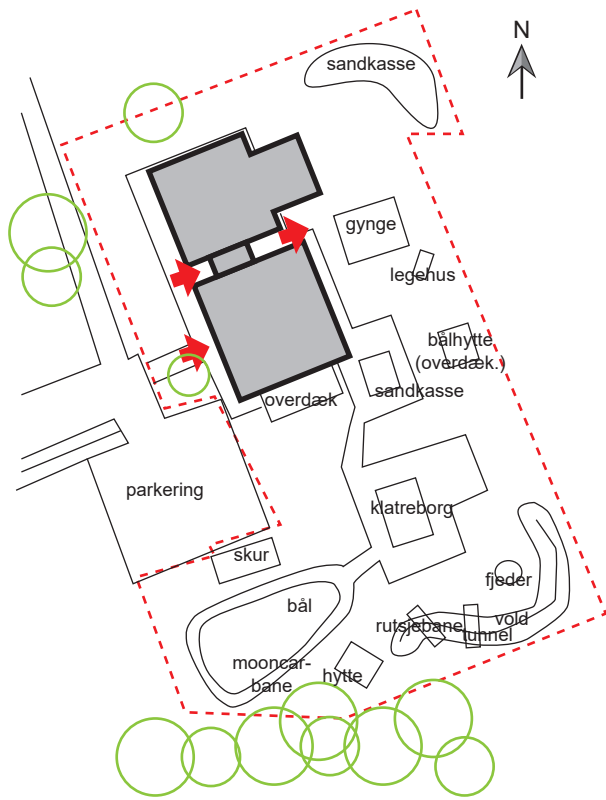 N
sandkasse
gynge
legehus
bålhytte
(overdæk.)
sandkasse
overdæk
parkering
klatreborg
skur
fjeder
bål
vold
rutsjebane
tunnel
mooncar-
bane
hytte